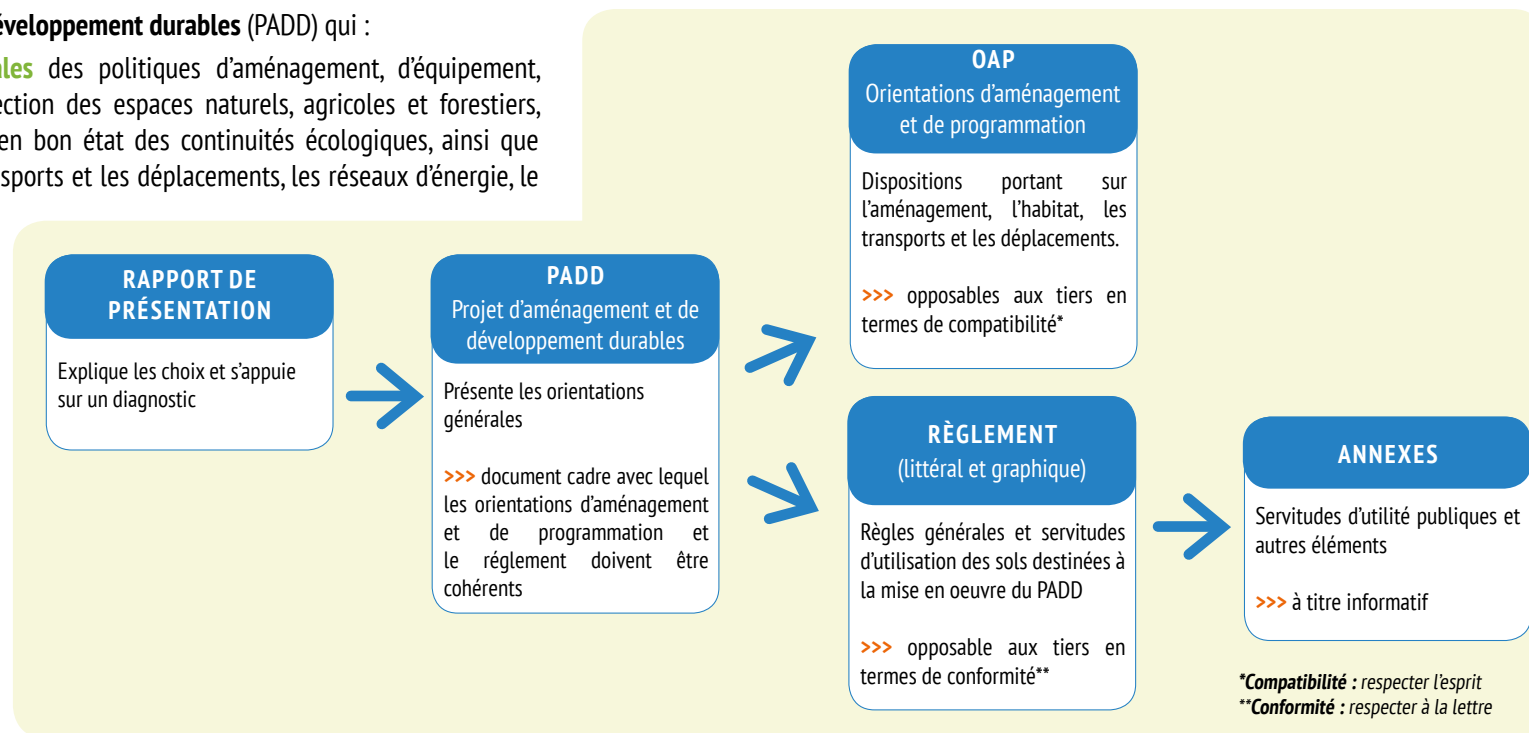 éveloppement durables (PADD) qui :
ales des politiques d'aménagement, d'équipement,
ection des espaces naturels, agricoles et forestiers,
en bon état des continuités écologiques, ainsi que
sports et les déplacements, les réseaux d'énergie, le
RAPPORT DE
PRÉSENTATION
Explique les choix et s'appuie
sur un diagnostic
PADD
Projet d'aménagement et de
développement durables
Présente les orientations
générales
>>> document cadre avec lequel
les orientations d'aménagement
et de programmation et
le réglement doivent être
cohérents
OAP
Orientations d'aménagement
et de programmation
Dispositions portant sur
l'aménagement, l'habitat, les
transports et les déplacements.
>>> opposables aux tiers en
termes de compatibilité*
RÈGLEMENT
(littéral et graphique)
Règles générales et servitudes
d'utilisation des sols destinées à
la mise en oeuvre du PADD
>>> opposable aux tiers en
termes de conformité**
ANNEXES
Servitudes d'utilité publiques et
autres éléments
>>> à titre informatif
*Compatibilité : respecter l'esprit
**Conformité : respecter à la lettre